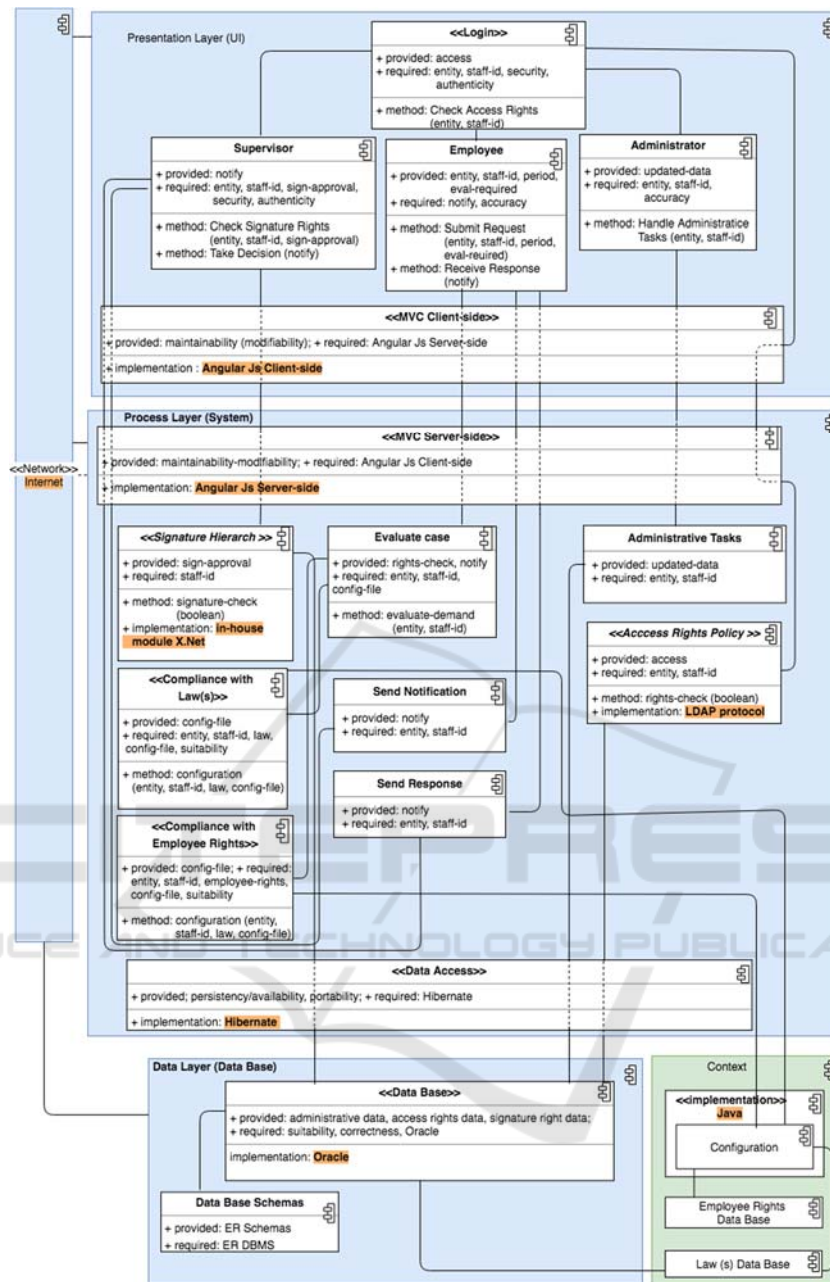 Presentation Layer (UI)
<<Login>>
+ provided: access
+ required: entity, staff-id, security,
authenticity
+ method: Check Access Rights
(entity, staff-id)
Supervisor
+ provided: notify
+ required: entity, staff-id, sign-approval,
security, authenticity
+ method: Check Signature Rights
(entity, staff-id, sign-approval)
+ method: Take Decision (notify)
Employee
+ provided: entity, staff-id, period,
eval-required
+ required: notify, accuracy
+ method: Submit Request
(entity, staff-id, period,
eval-reuired)
+ method: Receive Response
(notify)
Administrator
+ provided: updated-data
+ required: entity, staff-id,
accuracy
+ method: Handle Administratice
Tasks (entity, staff-id)
<<MVC Client-side>>
+ provided: maintainability (modifiability); + required: Angular Js Server-side
+ implementation : Angular Js Client-side
Process Layer (System)
<<MVC Server-side>>
+ provided: maintainability-modifiability; + required: Angular Js Client-side
+ implementation: Angular Js Server-side
<<Network>>
Internet
<<Signature Hierarch >>
+ provided: sign-approval
+ required: staff-id
+ method: signature-check
(boolean)
+ implementation: In-house
module X.Net
Evaluate case
+ provided: rights-check, notify
+ required: entity, staff-id,
config-file
+ method: evaluate-demand
(entity, staff-id)
Administrative Tasks
+ provided: updated-data
+ required: entity, staff-id
<<Acccess Rights Policy >>
+ provided: access
+ required: entity, staff-id
+ method: rights-check (boolean)
+ implementation: LDAP protocol
<<Compliance with
Law(s)>>
+ provided: config-file
+ required: entity, staff-id, law,
config-file, suitability
+ method: configuration
(entity, staff-id, law, config-file)
Send Notification
+ provided: notify
+ required: entity, staff-id
Send Response
+ provided: notify
+ required: entity, staff-id
<<Compliance with
Employee Rights>>
+ provided: config-file; + required:
entity, staff-id, employee-rights,
config-file, suitability
+ method: configuration (entity,
staff-id, law, config-file)
<<Data Access>>
+ provided; persistency/availability, portability; + required: Hibernate
+ implementation: Hibernate
Data Layer (Data Base)
<<Data Base>>
+ provided: administrative data, access rights data, signature right data;
+ required: suitability, correctness, Oracle
implementation: Oracle
Data Base Schemas
+ provided: ER Schemas
+ required: ER DBMS
Context
<<implementation>>
Java
Configuration
Employee Rights
Data Base
Law (s) Data Base
AND TECHNOLOGY